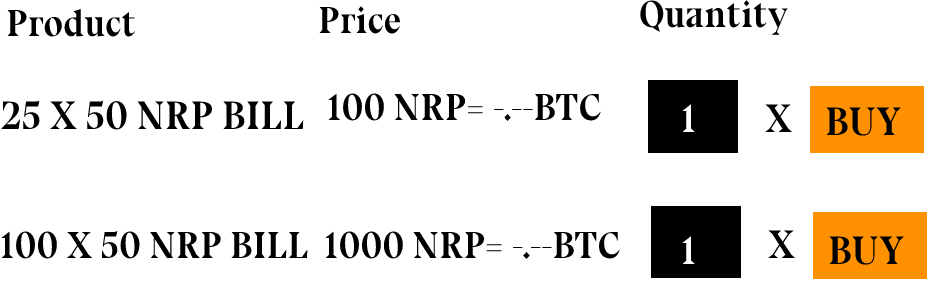 Product Price Quantity
25 X 50 NRP BILL 100 NRP= -.--BTC 1 X BUY
100 X 50 NRP BILL 1000 NRP= -.--BTC 1 X BUY